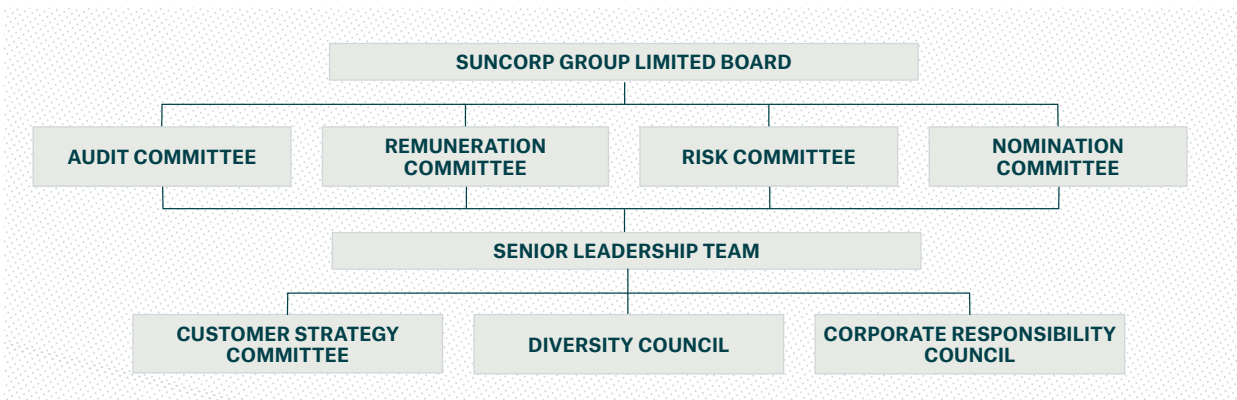 SUNCORP GROUP LIMITED BOARD
AUDIT COMMITTEE
REMUNERATION
COMMITTEE
RISK COMMITTEE
NOMINATION
COMMITTEE
SENIOR LEADERSHIP TEAM
CUSTOMER STRATEGY
COMMITTEE
DIVERSITY COUNCIL
CORPORATE RESPONSIBILITY
COUNCIL